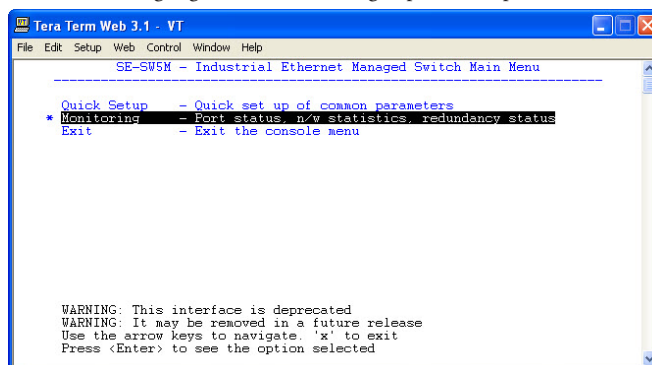 Tera Term Web 3.1 - VT
File Edit Setup Web Control Window Help
SE-SW5M - Industrial Ethernet Managed Switch Main Menu
Quick Setup - Quick set up of common parameters
* Monitoring - Port status, n/w statistics, redundancy status
Exit - Exit the console menu
WARNING: This interface is deprecated
WARNING: It may be removed in a future release
Use the arrow keys to navigate. 'x' to exit
Press <Enter> to see the option selected